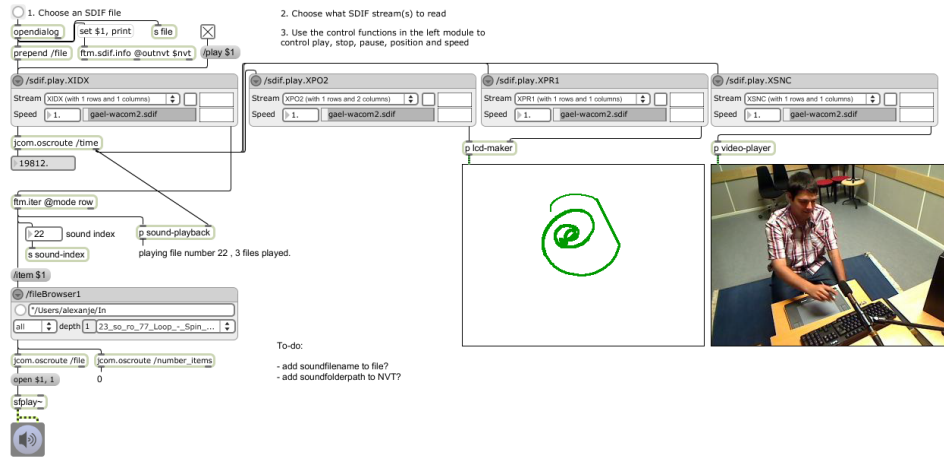 1. Choose an SDIF file
opendialog
set $1, print
s file
prepend /file
ftm.sdif.info @outnvt $nvt
/play $1
2. Choose what SDIF stream(s) to read
3. Use the control functions in the left module to
control play, stop, pause, position and speed
/sdif.play.XIDX
Stream XIDX (with 1 rows and 1 columns)
Speed 1. gael-wacom2.sdif
/sdif.play.XPO2
Stream XPO2 (with 1 rows and 2 columns)
Speed 1. gael-wacom2.sdif
/sdif.play.XPR1
Stream XPR1 (with 1 rows and 1 columns)
Speed 1. gael-wacom2.sdif
/sdif.play.XSNC
Stream XSNC (with 1 rows and 1 columns)
Speed 1. gael-wacom2.sdif
jcom.oscroute /time
19812.
p lcd-maker
p video-player
ftm.iter @mode row
22 sound index
p sound-playback
s sound-index
playing file number 22 , 3 files played.
/item $1
/fileBrowser1
"/Users/alexanje/In
all depth 1 23_so_ro_77_Loop_-_Spin_...
jcom.oscroute /file
jcom.oscroute /number_items
open $1, 1
0
sfplay~
To-do:
- add soundfilename to file?
- add soundfolderpath to NVT?